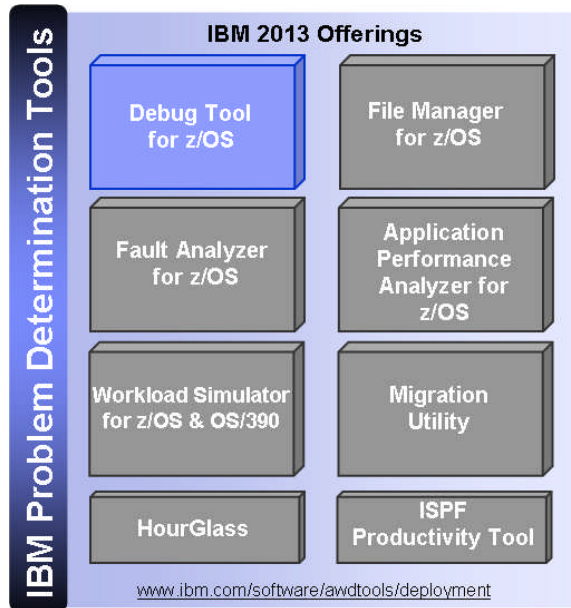 IBM Problem Determination Tools
IBM 2013 Offerings
Debug Tool
for z/OS
File Manager
for z/OS
Fault Analyzer
for z/OS
Application
Performance
Analyzer for
z/OS
Workload Simulator
for z/OS & OS/390
Migration
Utility
HourGlass
ISPF
Productivity Tool
www.ibm.com/software/awdtools/deployment